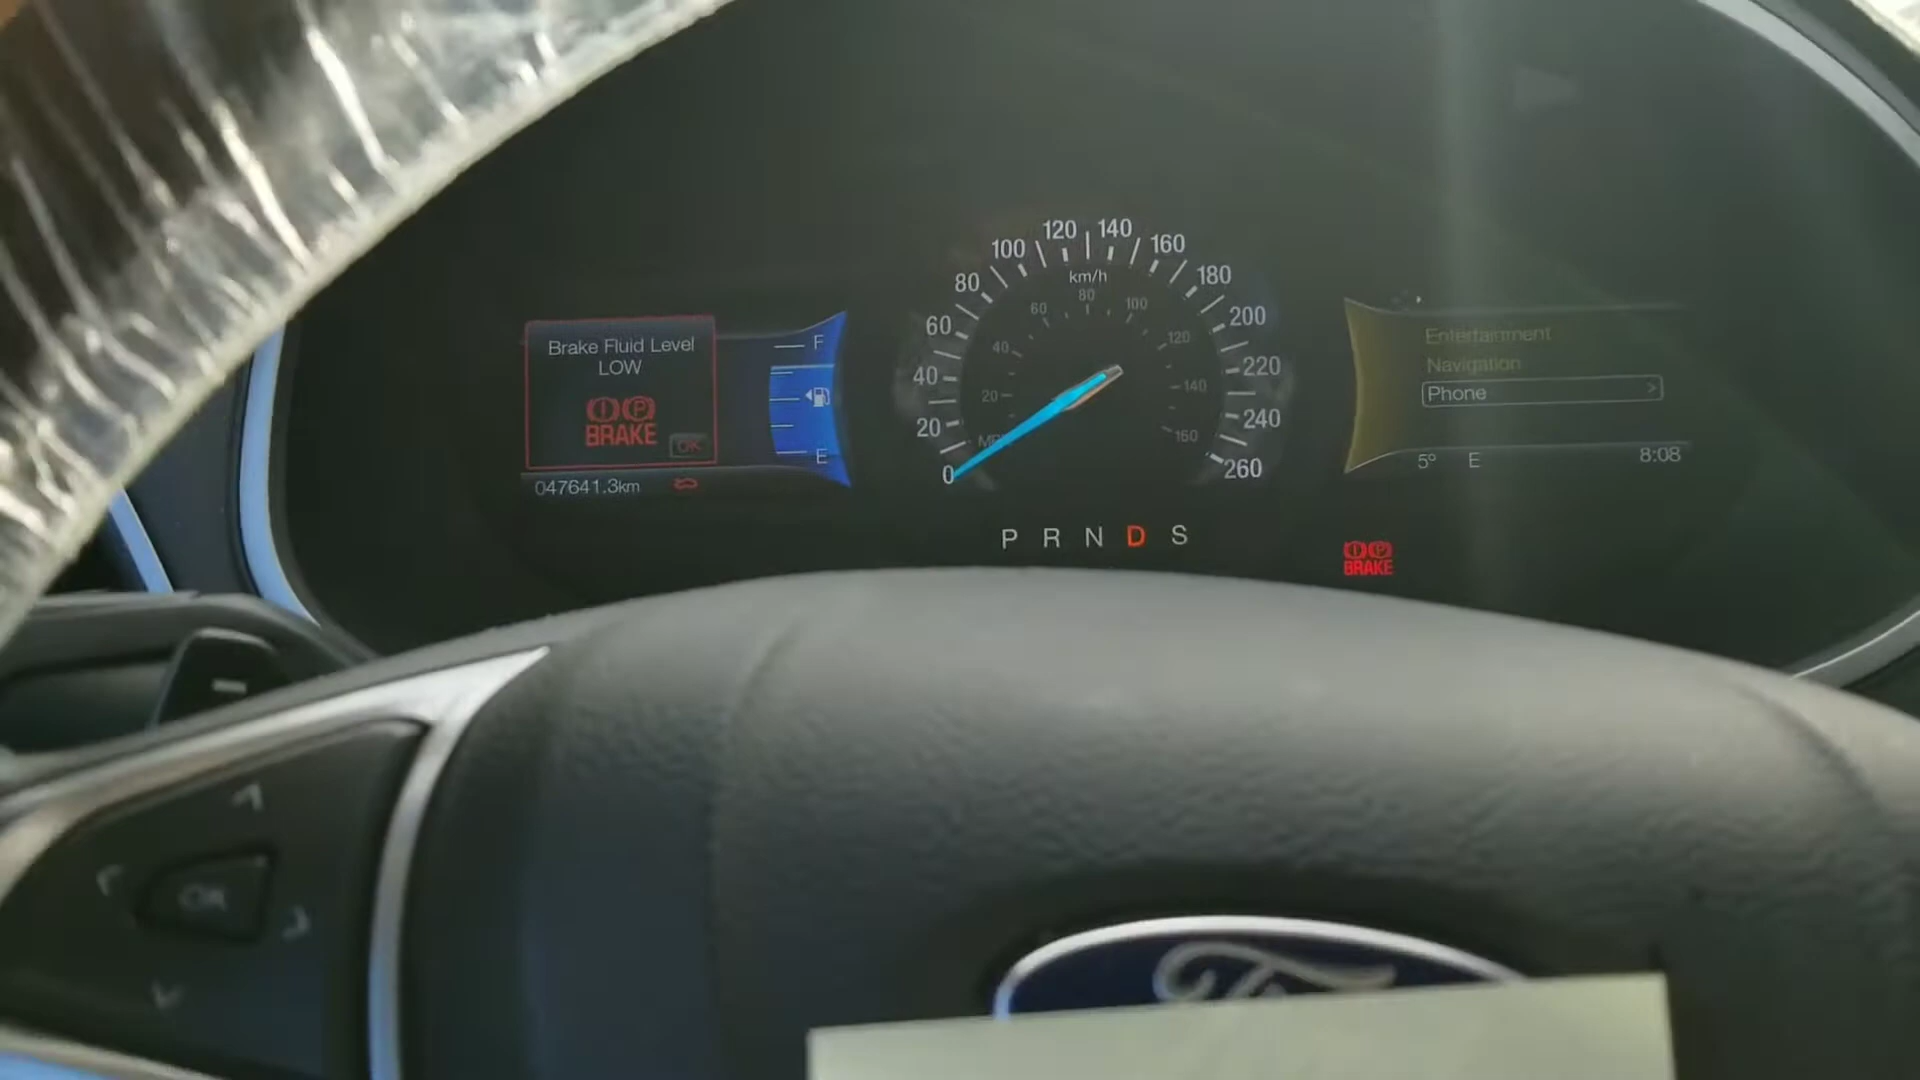 Brake Fluid Level
LOW
BRAKE
OK
F
E
047641.3km
0
20
40
60
80
100
120
140
160
180
200
220
240
260
km/h
20
40
60
80
100
120
140
160
P R N D S
Entertainment
Navigation
Phone >
5° E 8:08
BRAKE
OK